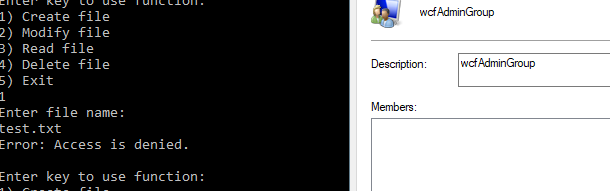 Enter key to use function:
1) Create file
2) Modify file
3) Read file
4) Delete file
5) Exit
1
Enter file name:
test.txt
Error: Access is denied.
Enter key to use function:
1) Create file
wcfAdminGroup
Description:
wcfAdminGroup
Members: